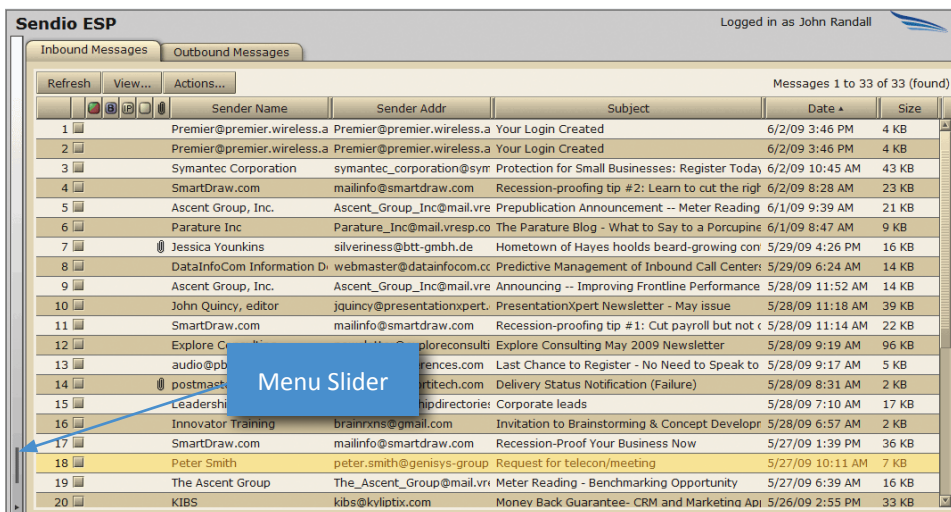 Sendio ESP
Logged in as John Randall
Inbound Messages Outbound Messages
Refresh View... Actions... Messages 1 to 33 of 33 (found)
IP Sender Name Sender Addr Subject Date Size
1 Premier@premier.wireless.a Premier@premier.wireless.a Your Login Created 6/2/09 3:46 PM 4 KB
2 Premier@premier.wireless.a Premier@premier.wireless.a Your Login Created 6/2/09 3:46 PM 4 KB
3 Symantec Corporation symantec_corporation@sym Protection for Small Businesses: Register Today 6/2/09 10:45 AM 43 KB
4 SmartDraw.com mailinfo@smartdraw.com Recession-proofing tip #2: Learn to cut the righ 6/2/09 8:28 AM 23 KB
5 Ascent Group, Inc. Ascent_Group_Inc@mail.vre Prepublication Announcement -- Meter Reading 6/1/09 9:39 AM 21 KB
6 Parature Inc Parature_Inc@mail.vresp.co The Parature Blog - What to Say to a Porcupine 6/1/09 8:47 AM 9 KB
7 Jessica Younkins silveriness@btt-gmbh.de Hometown of Hayes hoolds beard-growing con 5/29/09 4:26 PM 16 KB
8 DataInfoCom Information D webmaster@datainfocom.cc Predictive Management of Inbound Call Centers 5/29/09 6:24 AM 14 KB
9 Ascent Group, Inc. Ascent_Group_Inc@mail.vre Announcing -- Improving Frontline Performance 5/28/09 11:52 AM 14 KB
10 John Quincy, editor jquincy@presentationxpert. PresentationXpert Newsletter - May issue 5/28/09 11:18 AM 39 KB
11 SmartDraw.com mailinfo@smartdraw.com Recession-proofing tip #1: Cut payroll but not 5/28/09 11:14 AM 22 KB
12 Explore ploreconsulti Explore Consulting May 2009 Newsletter 5/28/09 9:19 AM 96 KB
13 audio@pb rences.com Last Chance to Register - No Need to Speak to 5/28/09 9:17 AM 5 KB
14 postmast rtitech.com Delivery Status Notification (Failure) 5/28/09 8:31 AM 2 KB
Menu Slider
15 Leadershi hipdirectories Corporate leads 5/28/09 7:10 AM 17 KB
16 Innovator Training brainrxns@gmail.com Invitation to Brainstorming & Concept Developr 5/28/09 6:57 AM 2 KB
17 SmartDraw.com mailinfo@smartdraw.com Recession-Proof Your Business Now 5/27/09 1:39 PM 36 KB
18 Peter Smith peter.smith@genisys-group Request for telecon/meeting 5/27/09 10:11 AM 7 KB
19 The Ascent Group The_Ascent_Group@mail.vre Meter Reading - Benchmarking Opportunity 5/27/09 6:39 AM 16 KB
20 KIBS kibs@kyliptix.com Money Back Guarantee- CRM and Marketing Ap 5/26/09 2:55 PM 33 KB